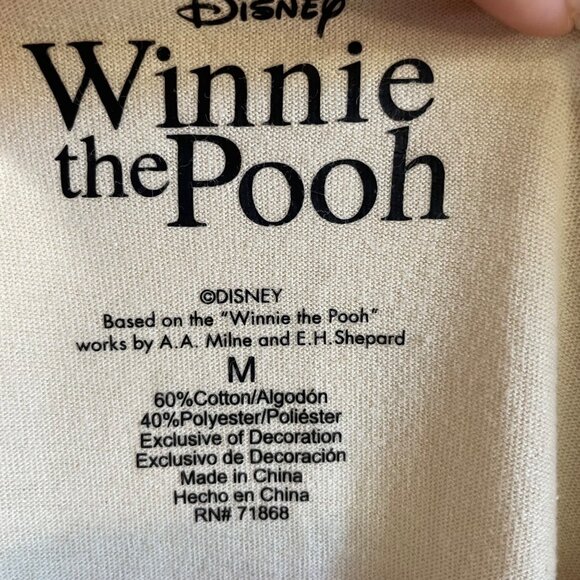 Disney
Winnie
the Pooh
©DISNEY
Based on the "Winnie the Pooh"
works by A.A. Milne and E.H.Shepard
M
60%Cotton/Algodón
40%Polyester/Poliéster
Exclusive of Decoration
Exclusivo de Decoración
Made in China
Hecho en China
RN# 71868